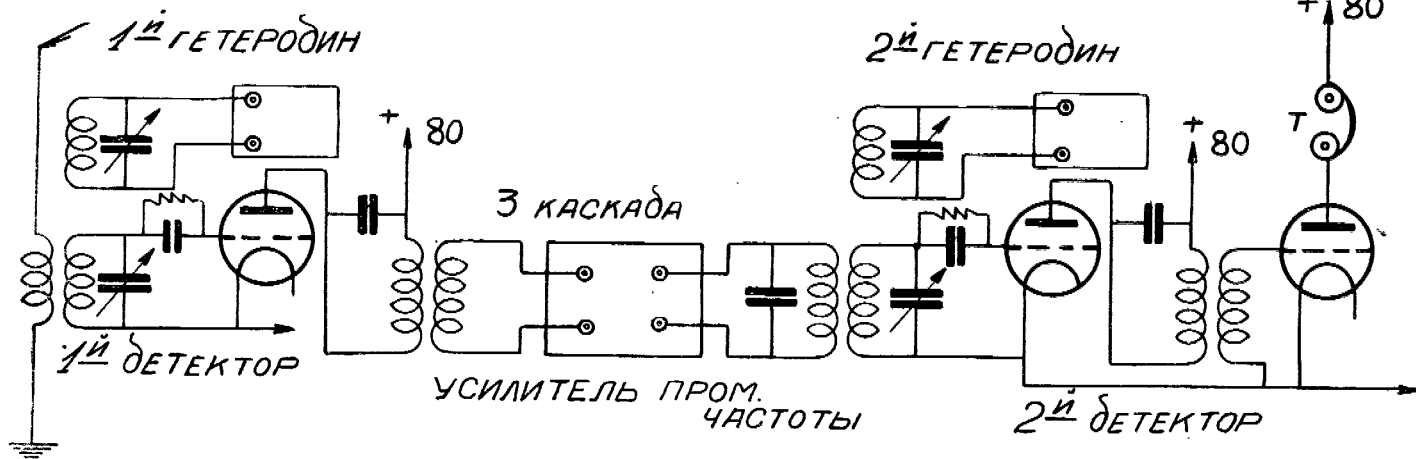 1й гетеродин
+ 80
1й детектор
3 каскада
Усилитель пром.
частоты
2й гетеродин
+ 80
2й детектор
+ 80
Т